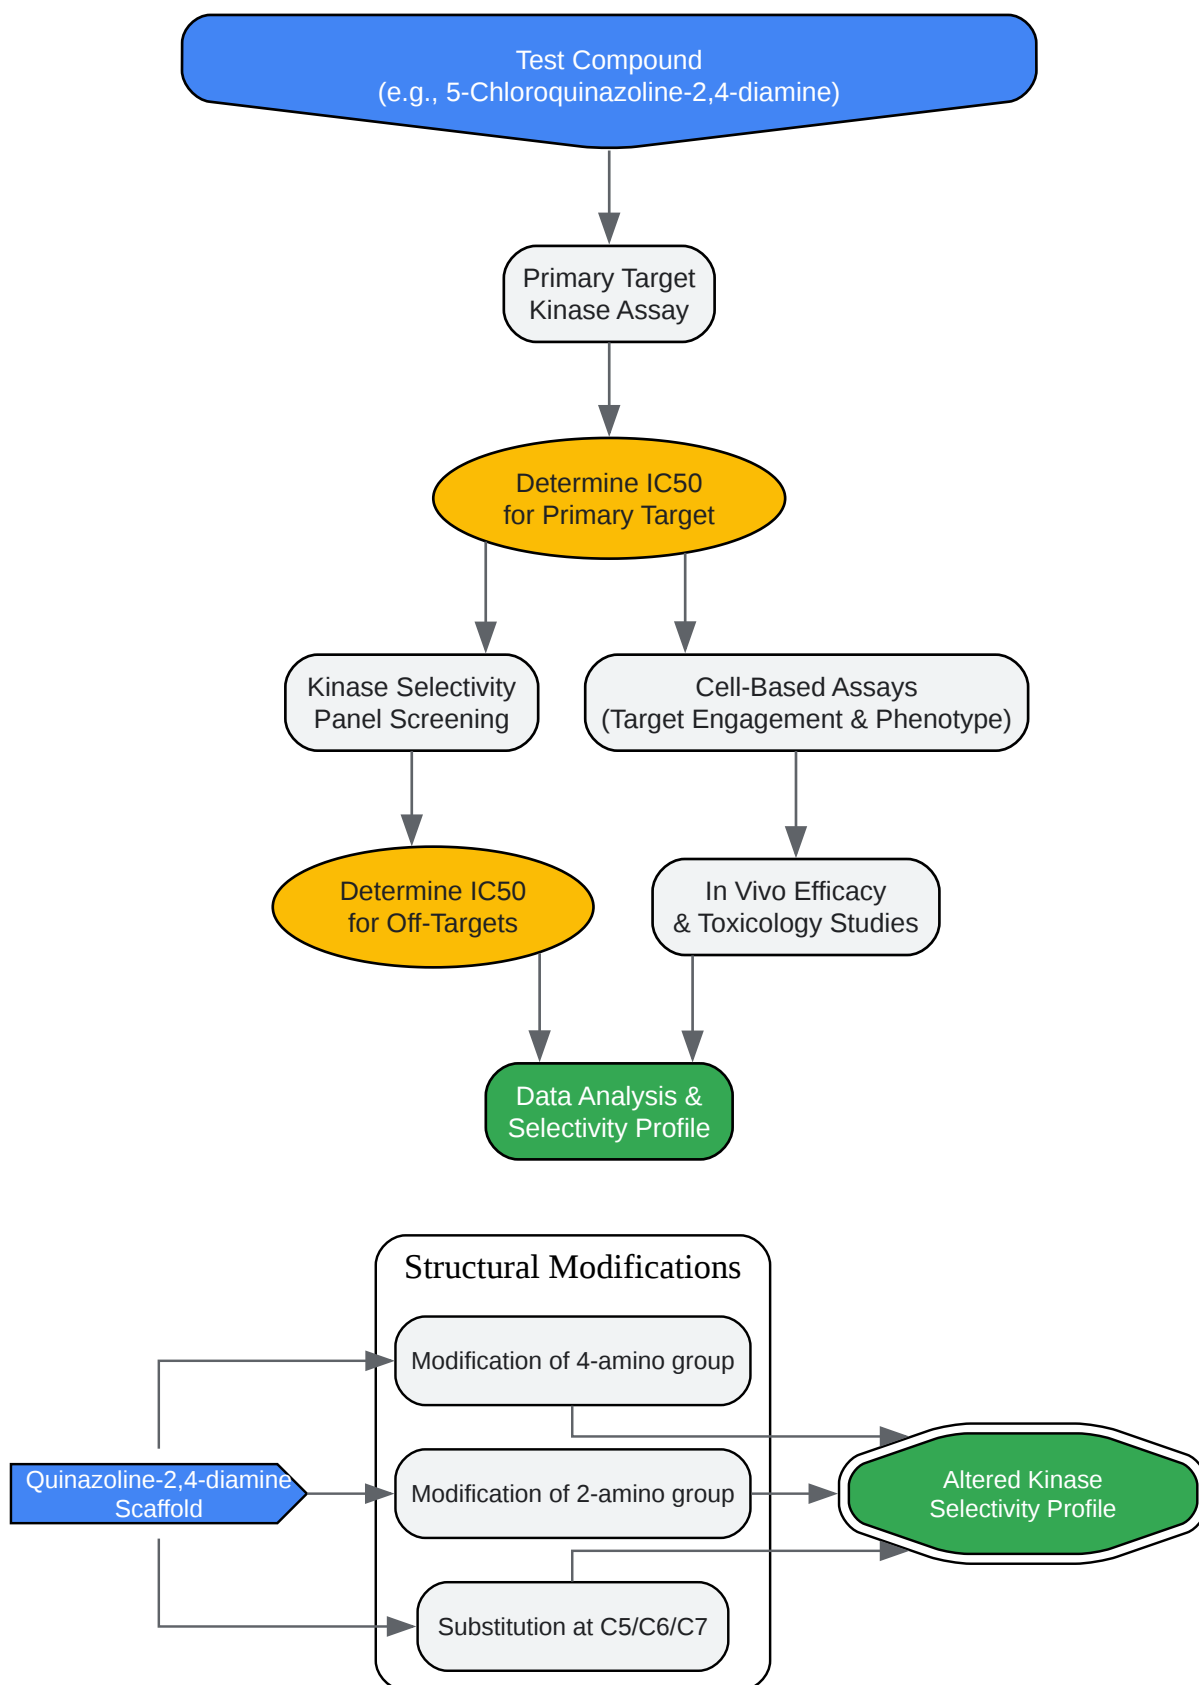 Test Compound
(e.g., 5-Chloroquinazoline-2,4-diamine)
Primary Target
Kinase Assay
Determine IC50
for Primary Target
Kinase Selectivity
Panel Screening
Cell-Based Assays
(Target Engagement & Phenotype)
Determine IC50
for Off-Targets
In Vivo Efficacy
& Toxicology Studies
Data Analysis &
Selectivity Profile
Structural Modifications
Modification of 4-amino group
Quinazoline-2,4-diamine
Scaffold
Modification of 2-amino group
Altered Kinase
Selectivity Profile
Substitution at C5/C6/C7